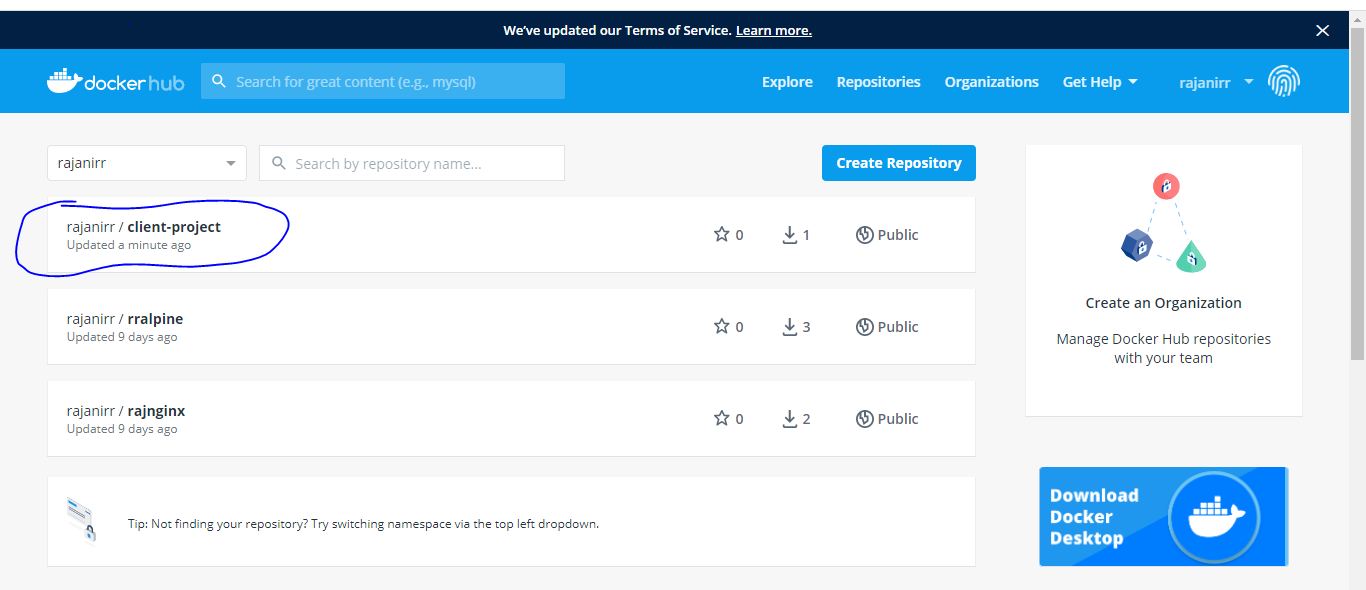 We've updated our Terms of Service. Learn more.
dockerhub
Search for great content (e.g., mysql)
Explore
Repositories
Organizations
Get Help
rajanirr
rajanirr
Search by repository name...
Create Repository
rajanirr / client-project
Updated a minute ago
0
1
Public
rajanirr / rralpine
Updated 9 days ago
0
3
Public
rajanirr / rajnginx
Updated 9 days ago
0
2
Public
Tip: Not finding your repository? Try switching namespace via the top left dropdown.
Create an Organization
Manage Docker Hub repositories
with your team
Download
Docker
Desktop